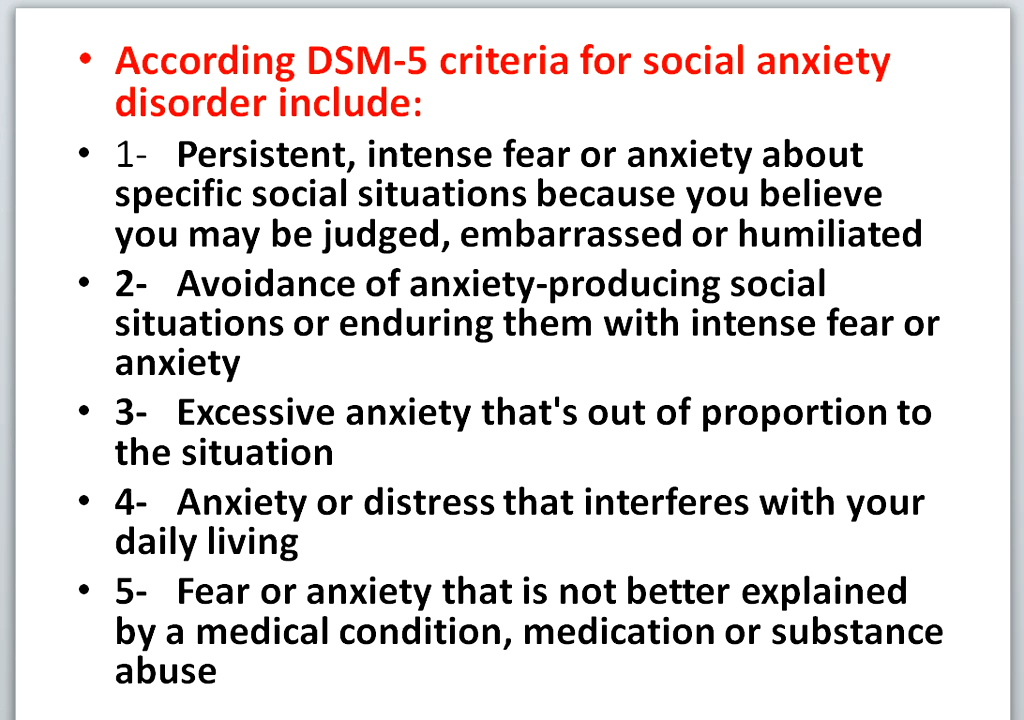 • According DSM-5 criteria for social anxiety
disorder include:
• 1- Persistent, intense fear or anxiety about
specific social situations because you believe
you may be judged, embarrassed or humiliated
• 2- Avoidance of anxiety-producing social
situations or enduring them with intense fear or
anxiety
• 3- Excessive anxiety that's out of proportion to
the situation
• 4- Anxiety or distress that interferes with your
daily living
• 5- Fear or anxiety that is not better explained
by a medical condition, medication or substance
abuse